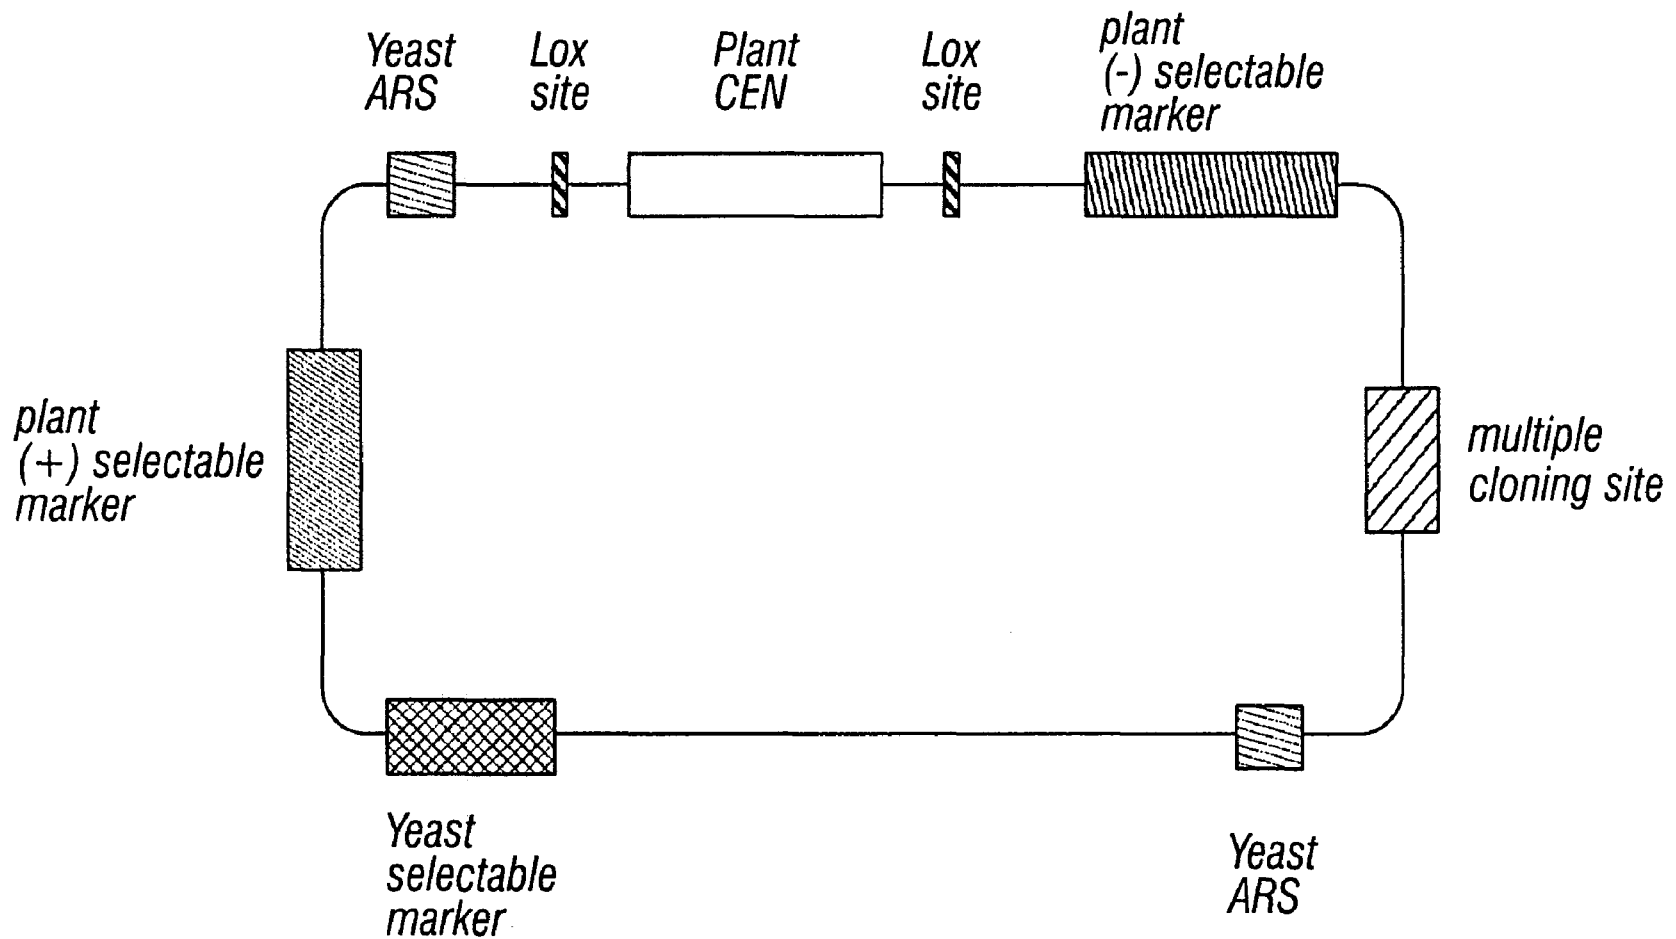 Yeast
ARS
Lox
site
Plant
CEN
Lox
site
plant
(-) selectable
marker
plant
(+) selectable
marker
multiple
cloning site
Yeast
selectable
marker
Yeast
ARS